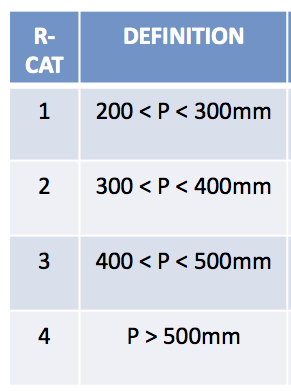 R-CAT DEFINITION
1 200 < P < 300mm
2 300 < P < 400mm
3 400 < P < 500mm
4 P > 500mm